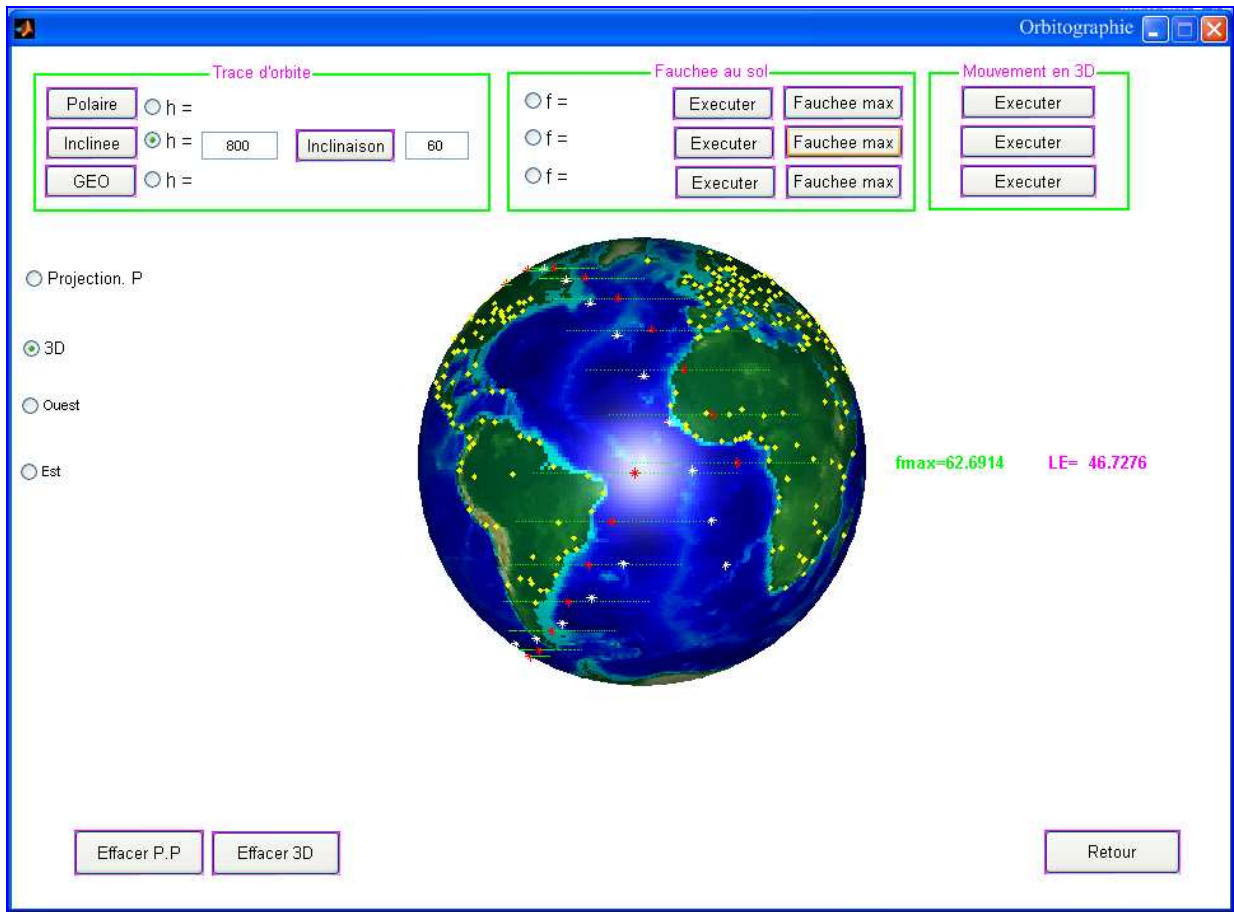 Orbitographie
Trace d'orbite
Polaire h =
Inclinee h = 800 Inclinaison 60
GEO h =
Fauchee au sol
f = Executer Fauchee max
f = Executer Fauchee max
f = Executer Fauchee max
Mouvement en 3D
Executer
Executer
Executer
Projection. P
3D
Ouest
Est
fmax=62.6914 LE= 46.7276
Effacer P.P Effacer 3D
Retour